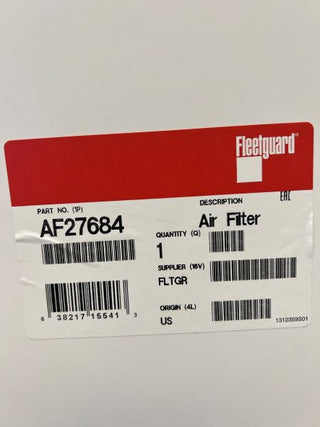 Fleetguard®
PART NO. (1P)
AF27684
DESCRIPTION
EAC
Air Filter
QUANTITY (Q)
1
SUPPLIER (16V)
FLTGR
ORIGIN (4L)
US
6 38217 15541 3
1312359S01